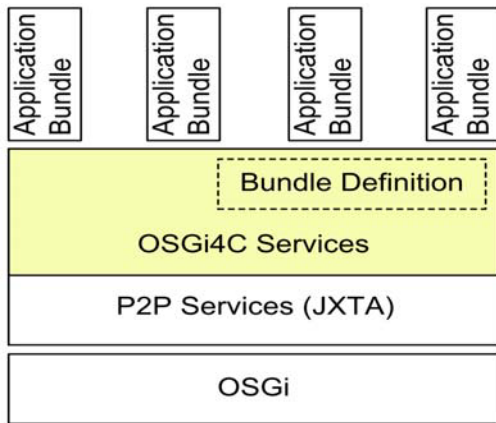 Application
Bundle
Application
Bundle
Application
Bundle
Application
Bundle
Bundle Definition
OSGi4C Services
P2P Services (JXTA)
OSGi